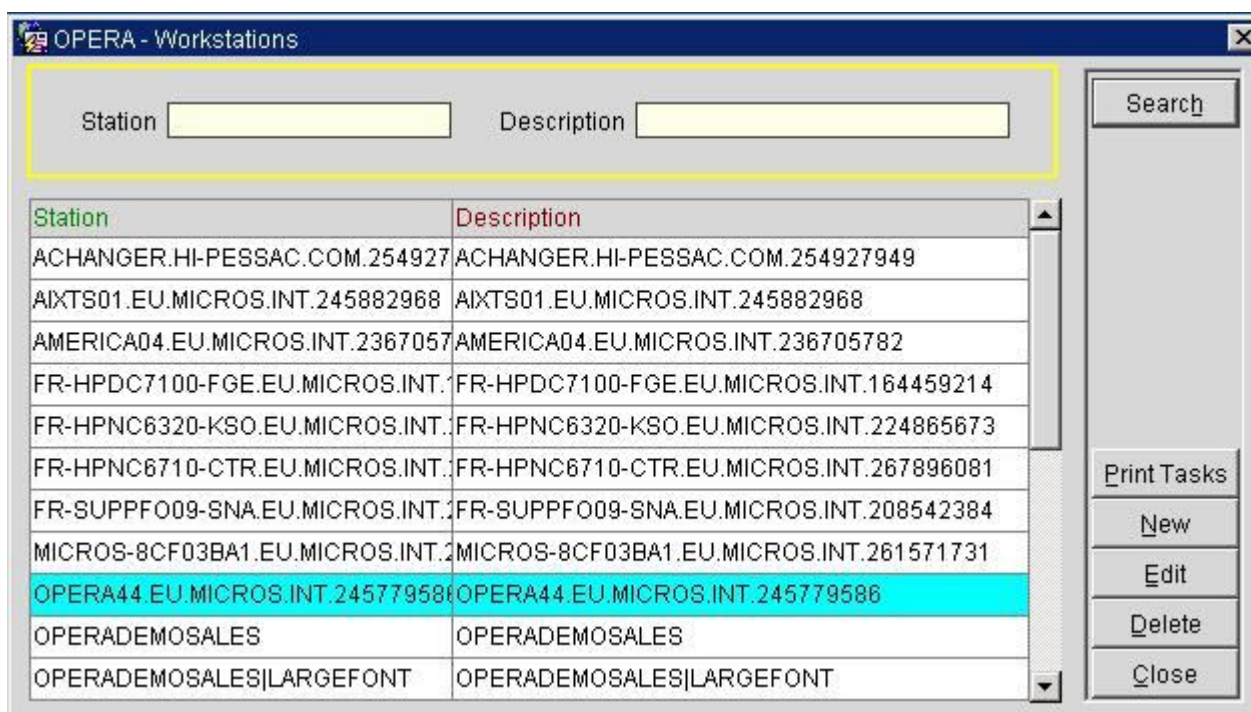 OPERA - Workstations
Station Description Search
Station Description
ACHANGER.HI-PESSAC.COM.254927 ACHANGER.HI-PESSAC.COM.254927949
AIXTS01.EU.MICROS.INT.245882968 AIXTS01.EU.MICROS.INT.245882968
AMERICA04.EU.MICROS.INT.2367057 AMERICA04.EU.MICROS.INT.236705782
FR-HPDC7100-FGE.EU.MICROS.INT. FR-HPDC7100-FGE.EU.MICROS.INT.164459214
FR-HPNC6320-KSO.EU.MICROS.INT. FR-HPNC6320-KSO.EU.MICROS.INT.224865673
FR-HPNC6710-CTR.EU.MICROS.INT. FR-HPNC6710-CTR.EU.MICROS.INT.267896081
FR-SUPPFO09-SNA.EU.MICROS.INT. FR-SUPPFO09-SNA.EU.MICROS.INT.208542384
MICROS-8CF03BA1.EU.MICROS.INT.2 MICROS-8CF03BA1.EU.MICROS.INT.261571731
OPERA44.EU.MICROS.INT.245779586 OPERA44.EU.MICROS.INT.245779586
OPERADEMOSALES OPERADEMOSALES
OPERADEMOSALES|LARGEFONT OPERADEMOSALES|LARGEFONT
Print Tasks
New
Edit
Delete
Close